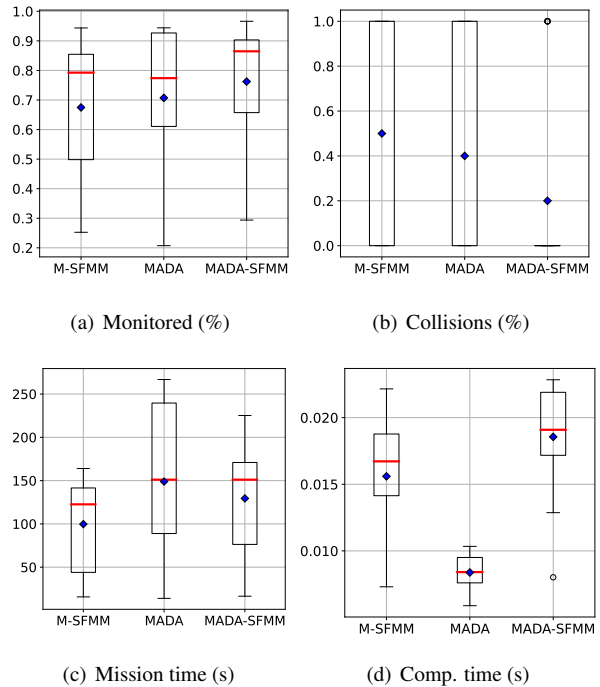 1.0
0.9
0.8
0.7
0.6
0.5
0.4
0.3
0.2
M-SFMM MADA MADA-SFMM
(a) Monitored (%)
1.0
0.8
0.6
0.4
0.2
0.0
M-SFMM MADA MADA-SFMM
(b) Collisions (%)
250
200
150
100
50
M-SFMM MADA MADA-SFMM
(c) Mission time (s)
0.020
0.015
0.010
M-SFMM MADA MADA-SFMM
(d) Comp. time (s)